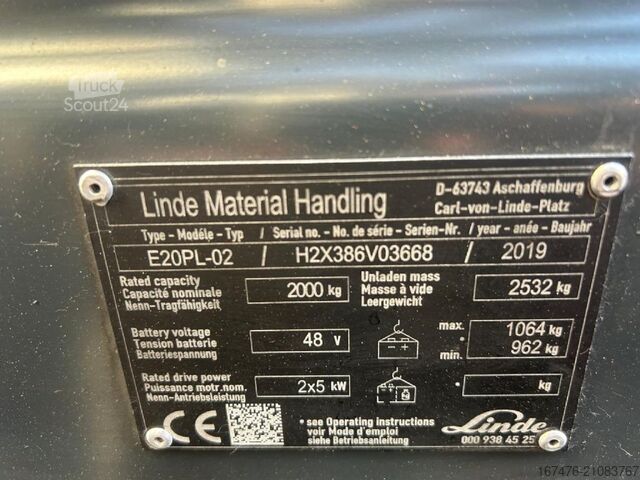 Truck
Scout24
Linde Material Handling
D-63743 Aschaffenburg
Carl-von-Linde-Platz
Type - Modéle - Typ / Serial no. - No. de série - Serien-Nr. / year - année - Baujahr
E20PL-02 / H2X386V03668 / 2019
Rated capacity
Capacité nominale
Nenn-Tragfähigkeit
2000 kg
Unladen mass
Masse à vide
Leergewicht
2532 kg
Battery voltage
Tension batterie
Batteriespannung
48 V
max. 1064 kg
min. 962 kg
Rated drive power
Puissance motr.nom.
Nenn-Antriebsleistung
2x5 kW
* kg
CE
* see Operating instructions
voir Mode d'emploi
siehe Betriebsanleitung
Linde
000 938 45 25
167476-21083767